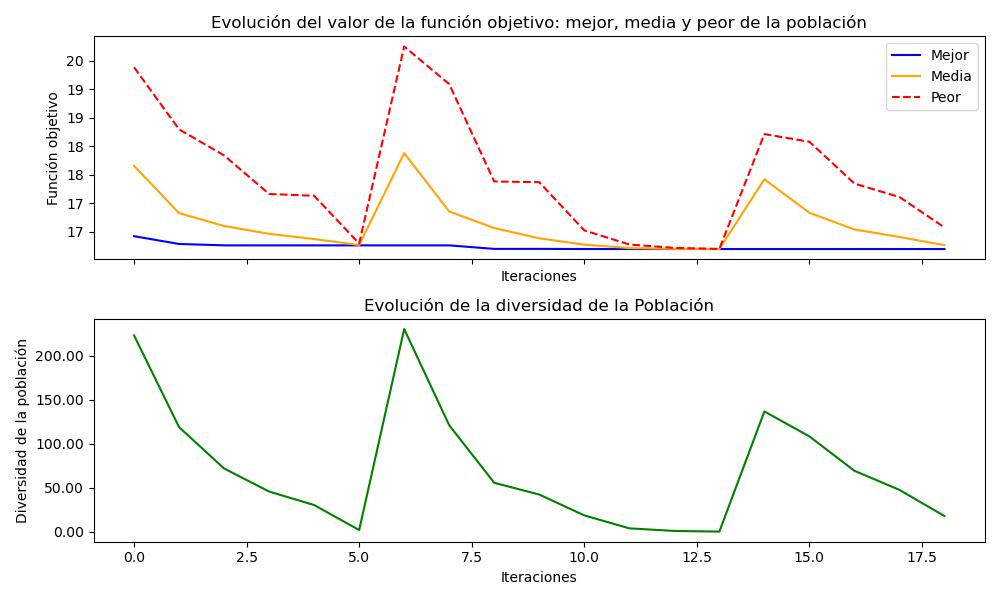 Evolución del valor de la función objetivo: mejor, media y peor de la población
Función objetivo
20
19
19
18
18
17
17
Mejor
Media
Peor
Iteraciones
Evolución de la diversidad de la Población
Diversidad de la población
200.00
150.00
100.00
50.00
0.00
0.0 2.5 5.0 7.5 10.0 12.5 15.0 17.5
Iteraciones